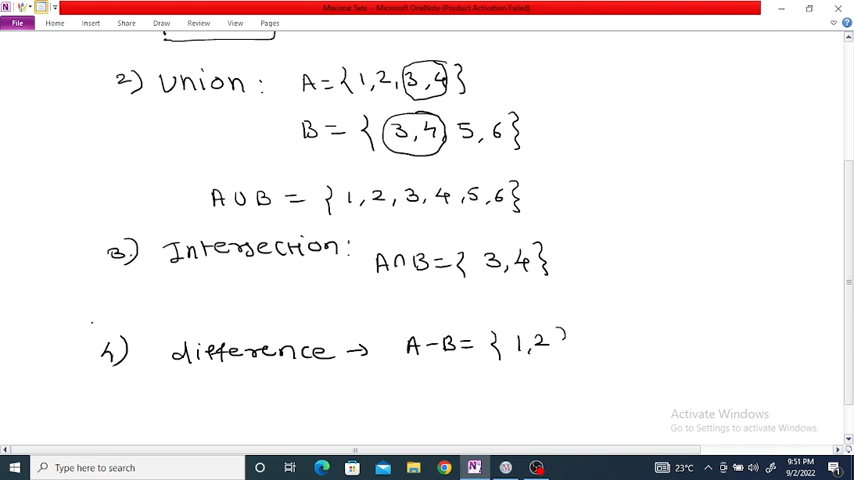 Maxima Sets - Microsoft OneNote (Product Activation Failed)
File Home Insert Share Draw History Review View Pages
2) Union : A={1,2,3,4}
B = { 3,4, 5,6}
A∪B = {1,2,3,4,5,6}
3.) Intersection: A∩B={ 3,4}
4) difference → A-B= { 1,2 }
Activate Windows
Go to Settings to activate Windows.
Type here to search
23°C
9:51 PM
9/2/2022